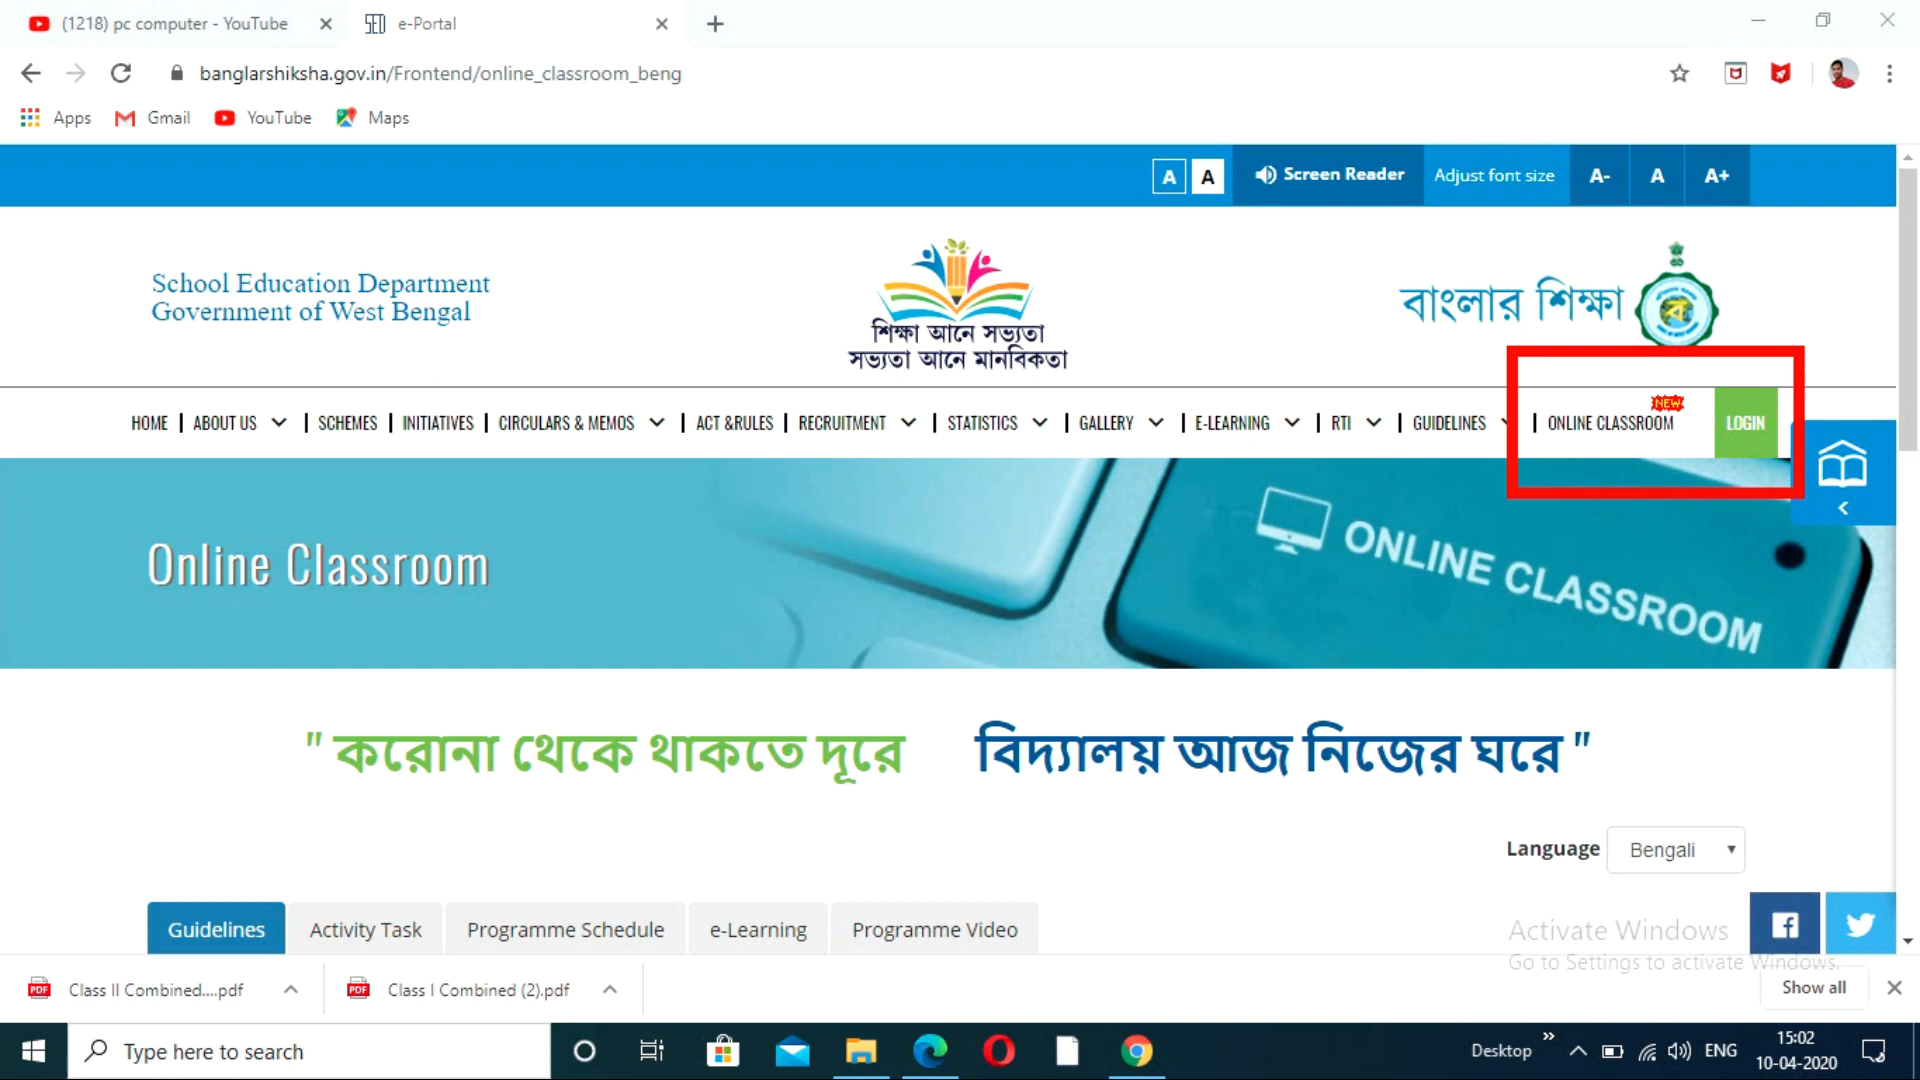 (1218) pc computer - YouTube
e-Portal
banglarshiksha.gov.in/Frontend/online_classroom_beng
Apps
Gmail
YouTube
Maps
A
A
Screen Reader
Adjust font size
A-
A
A+
School Education Department
Government of West Bengal
শিক্ষা আনে সভ্যতা
সভ্যতা আনে মানবিকতা
বাংলার শিক্ষা
HOME
ABOUT US
SCHEMES
INITIATIVES
CIRCULARS & MEMOS
ACT &RULES
RECRUITMENT
STATISTICS
GALLERY
E-LEARNING
RTI
GUIDELINES
ONLINE CLASSROOM
NEW
LOGIN
Online Classroom
ONLINE CLASSROOM
" করোনা থেকে থাকতে দূরে বিদ্যালয় আজ নিজের ঘরে "
Language
Bengali
Guidelines
Activity Task
Programme Schedule
e-Learning
Programme Video
Activate Windows
Go to Settings to activate Windows.
Class II Combined....pdf
Class I Combined (2).pdf
Show all
Type here to search
Desktop
ENG
15:02
10-04-2020